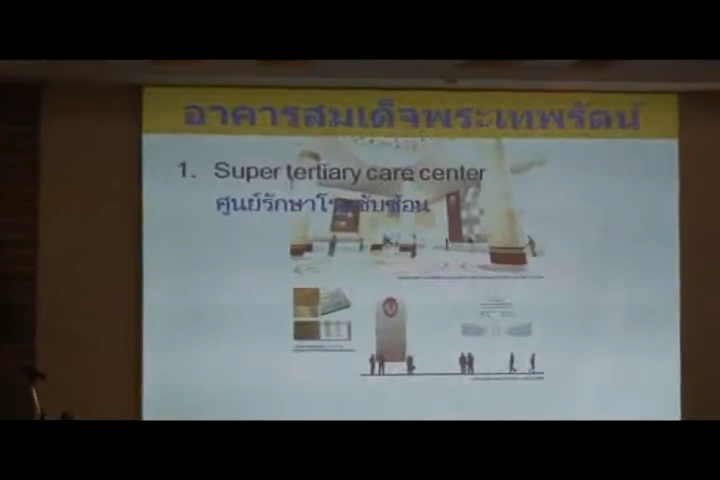 อาคารสมเด็จพระเทพรัตน์
1. Super tertiary care center
ศูนย์รักษาโรคซับซ้อน